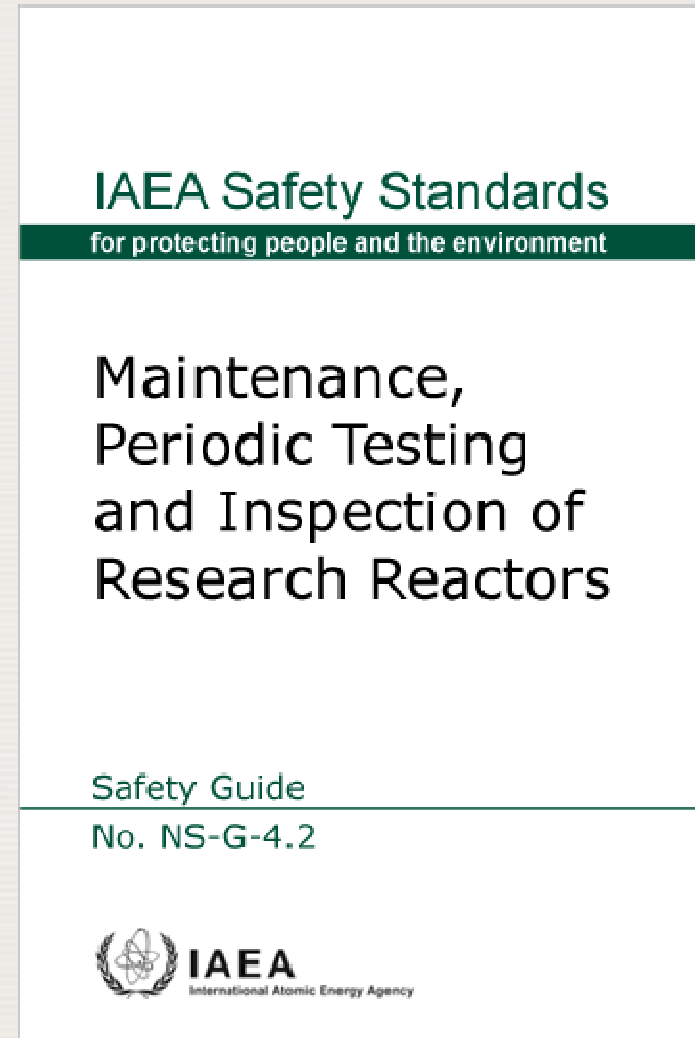 IAEA Safety Standards
for protecting people and the environment
Maintenance,
Periodic Testing
and Inspection of
Research Reactors
Safety Guide
No. NS-G-4.2
IAEA
International Atomic Energy Agency